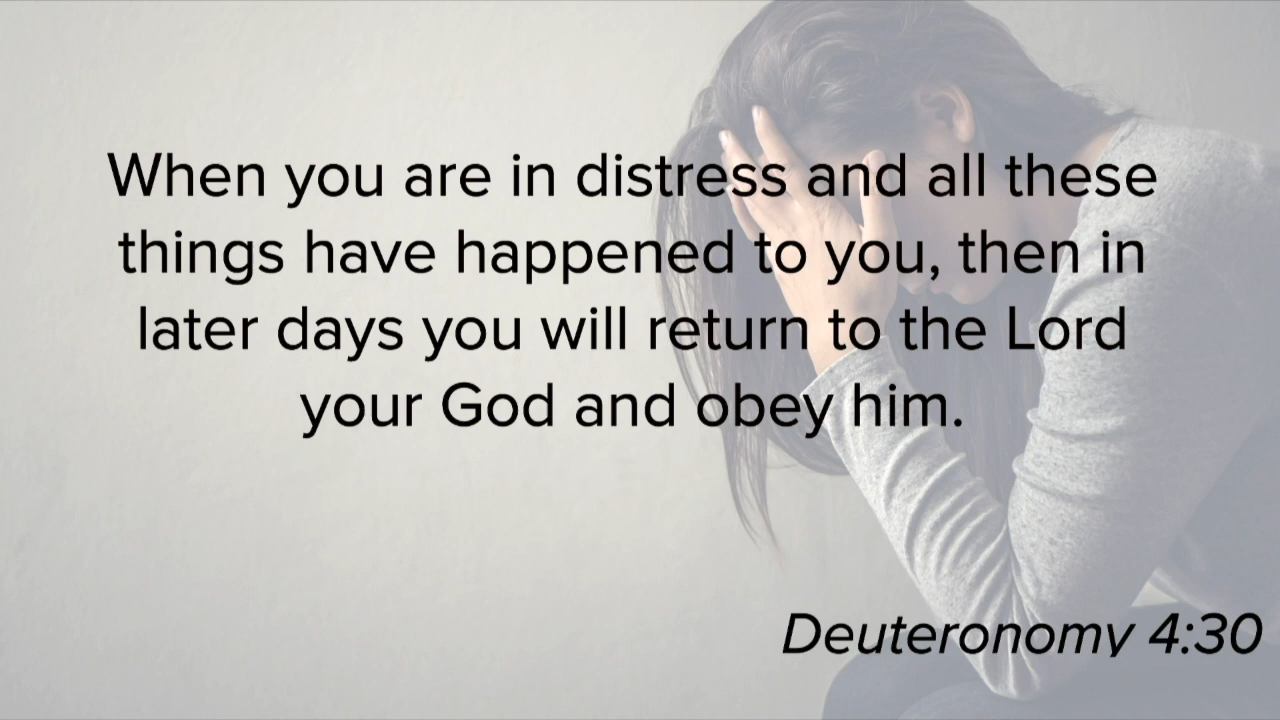 When you are in distress and all these
things have happened to you, then in
later days you will return to the Lord
your God and obey him.
Deuteronomy 4:30